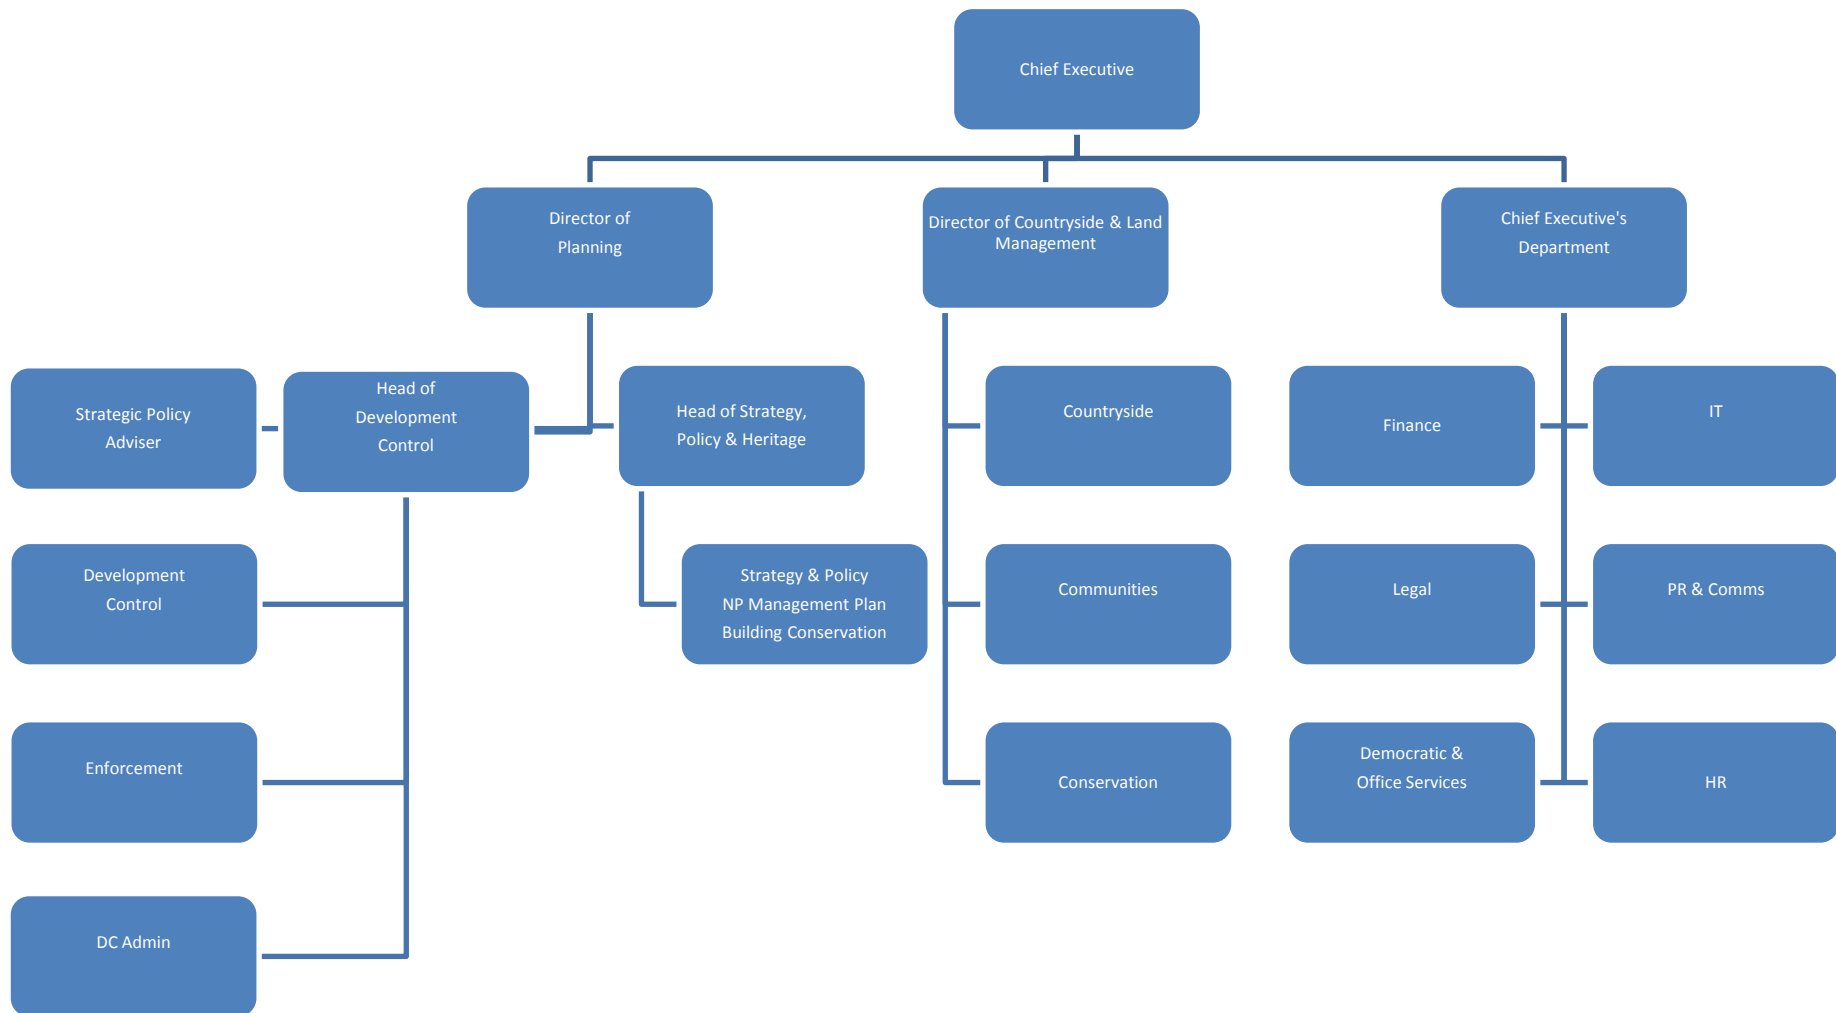 Chief Executive
Director of
Planning
Director of Countryside & Land
Management
Chief Executive's
Department
Strategic Policy
Adviser
Head of
Development
Control
Head of Strategy,
Policy & Heritage
Countryside
Finance
IT
Development
Control
Strategy & Policy
NP Management Plan
Building Conservation
Communities
Legal
PR & Comms
Enforcement
Conservation
Democratic &
Office Services
HR
DC Admin